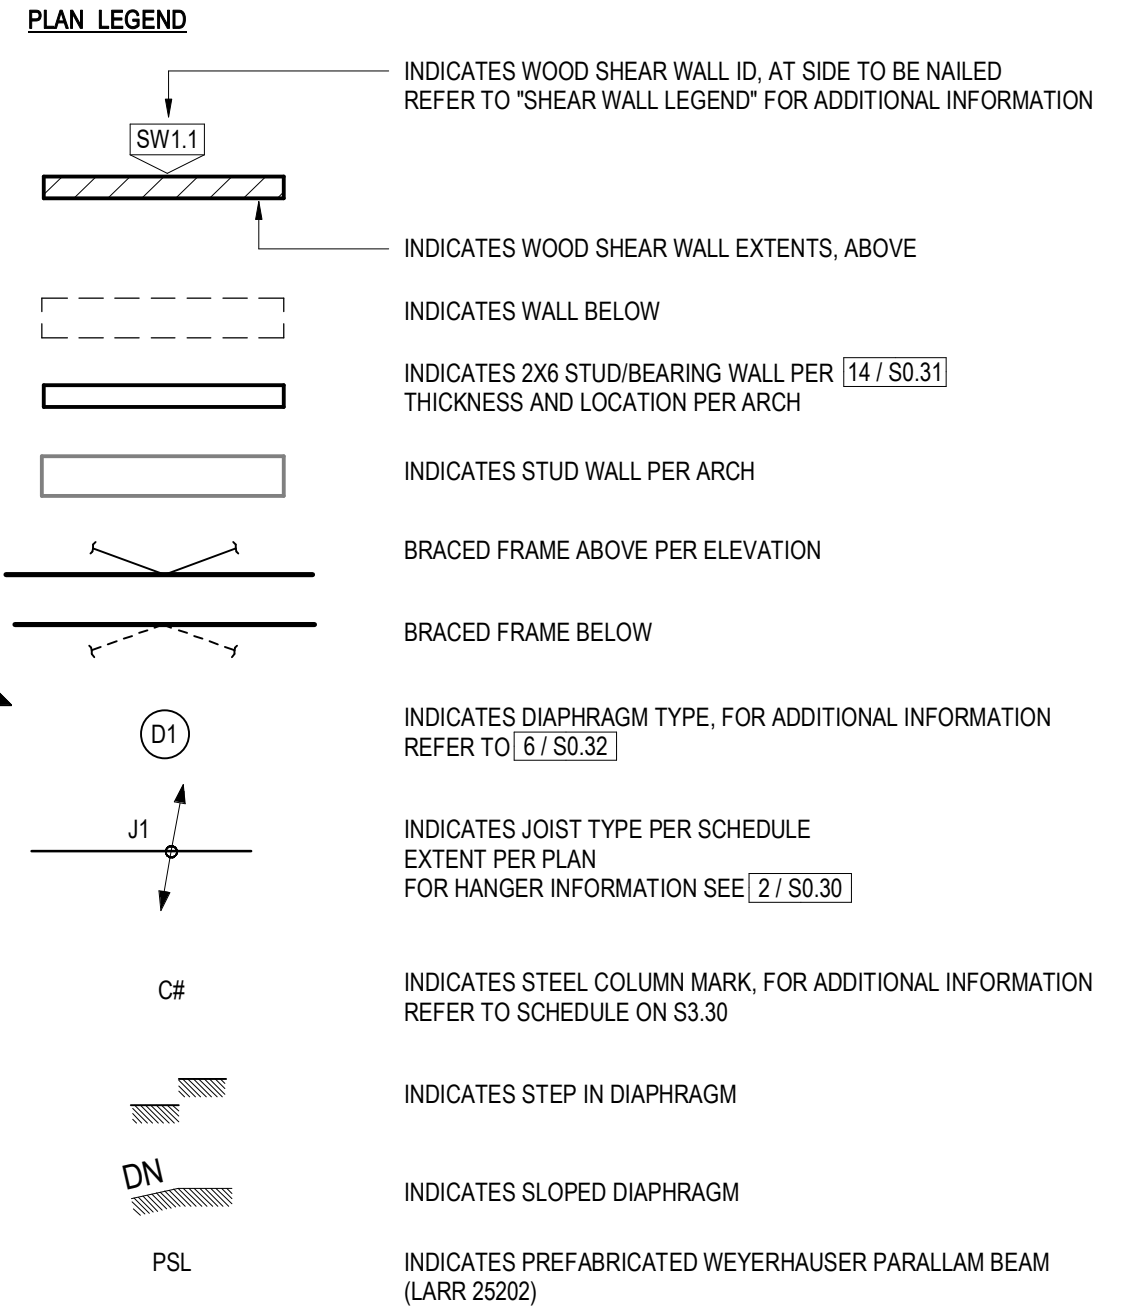 PLAN LEGEND
INDICATES WOOD SHEAR WALL ID, AT SIDE TO BE NAILED
REFER TO "SHEAR WALL LEGEND" FOR ADDITIONAL INFORMATION
SW1.1
INDICATES WOOD SHEAR WALL EXTENTS, ABOVE
INDICATES WALL BELOW
INDICATES 2X6 STUD/BEARING WALL PER 14 / S0.31
THICKNESS AND LOCATION PER ARCH
INDICATES STUD WALL PER ARCH
BRACED FRAME ABOVE PER ELEVATION
BRACED FRAME BELOW
D1
INDICATES DIAPHRAGM TYPE, FOR ADDITIONAL INFORMATION
REFER TO 6 / S0.32
J1
INDICATES JOIST TYPE PER SCHEDULE
EXTENT PER PLAN
FOR HANGER INFORMATION SEE 2 / S0.30
C#
INDICATES STEEL COLUMN MARK, FOR ADDITIONAL INFORMATION
REFER TO SCHEDULE ON S3.30
INDICATES STEP IN DIAPHRAGM
DN
INDICATES SLOPED DIAPHRAGM
PSL
INDICATES PREFABRICATED WEYERHAUSER PARALLAM BEAM
(LARR 25202)